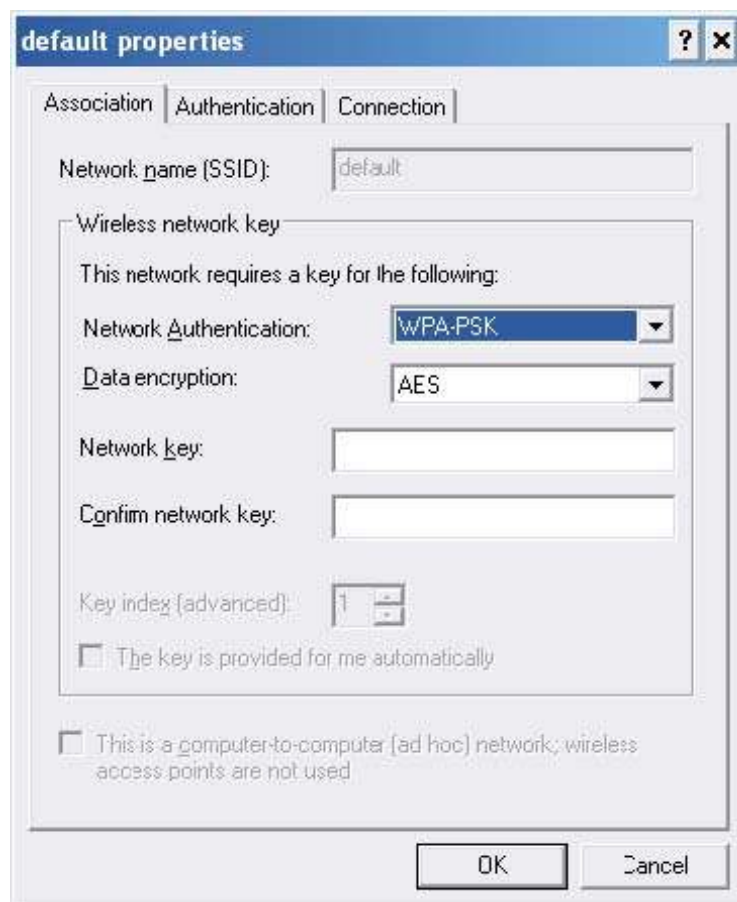 default properties
Association Authentication Connection
Network name (SSID): default
Wireless network key
This network requires a key for the following:
Network Authentication: WPA-PSK
Data encryption: AES
Network key:
Confirm network key:
Key index (advanced): 1
The key is provided for me automatically
This is a computer-to-computer (ad hoc) network; wireless
access points are not used
OK Cancel